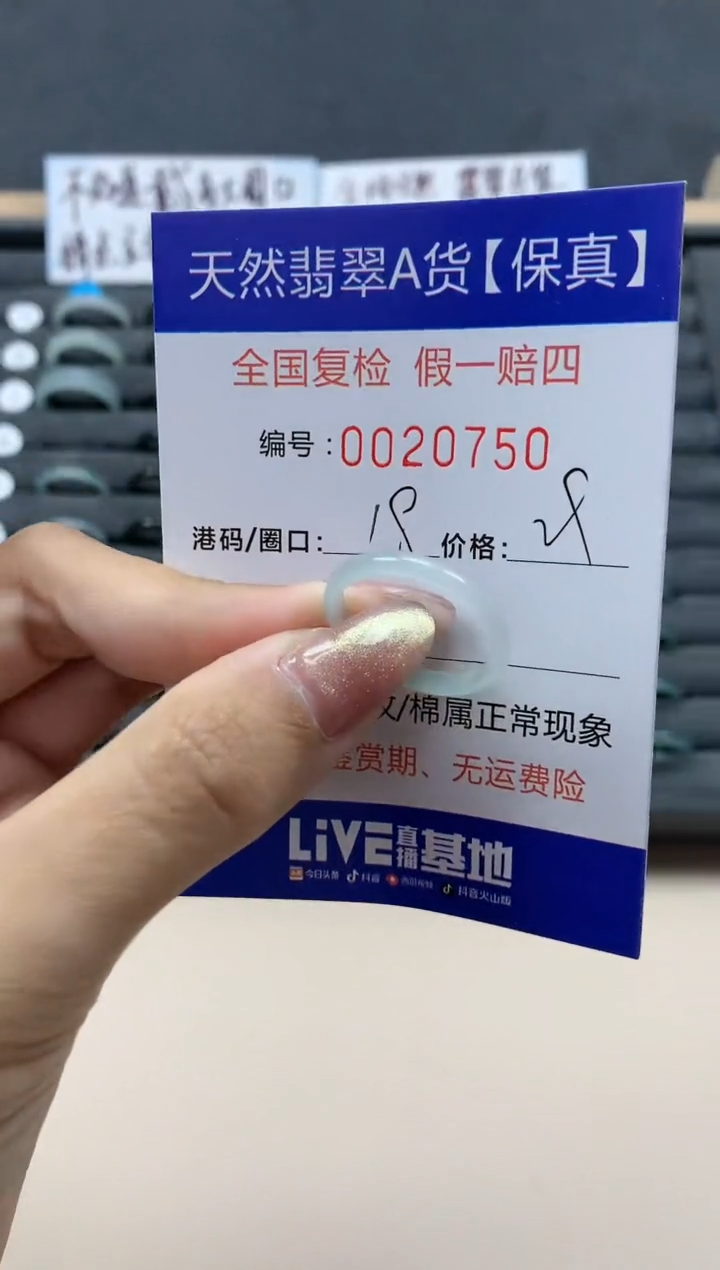 天然翡翠A货【保真】
全国复检 假一赔四
编号:0020750
港码/圈口: 18 价格:
/棉属正常现象
鉴赏期、无运费险
LiVE直播基地
今日头条 抖音 西瓜视频 抖音火山版